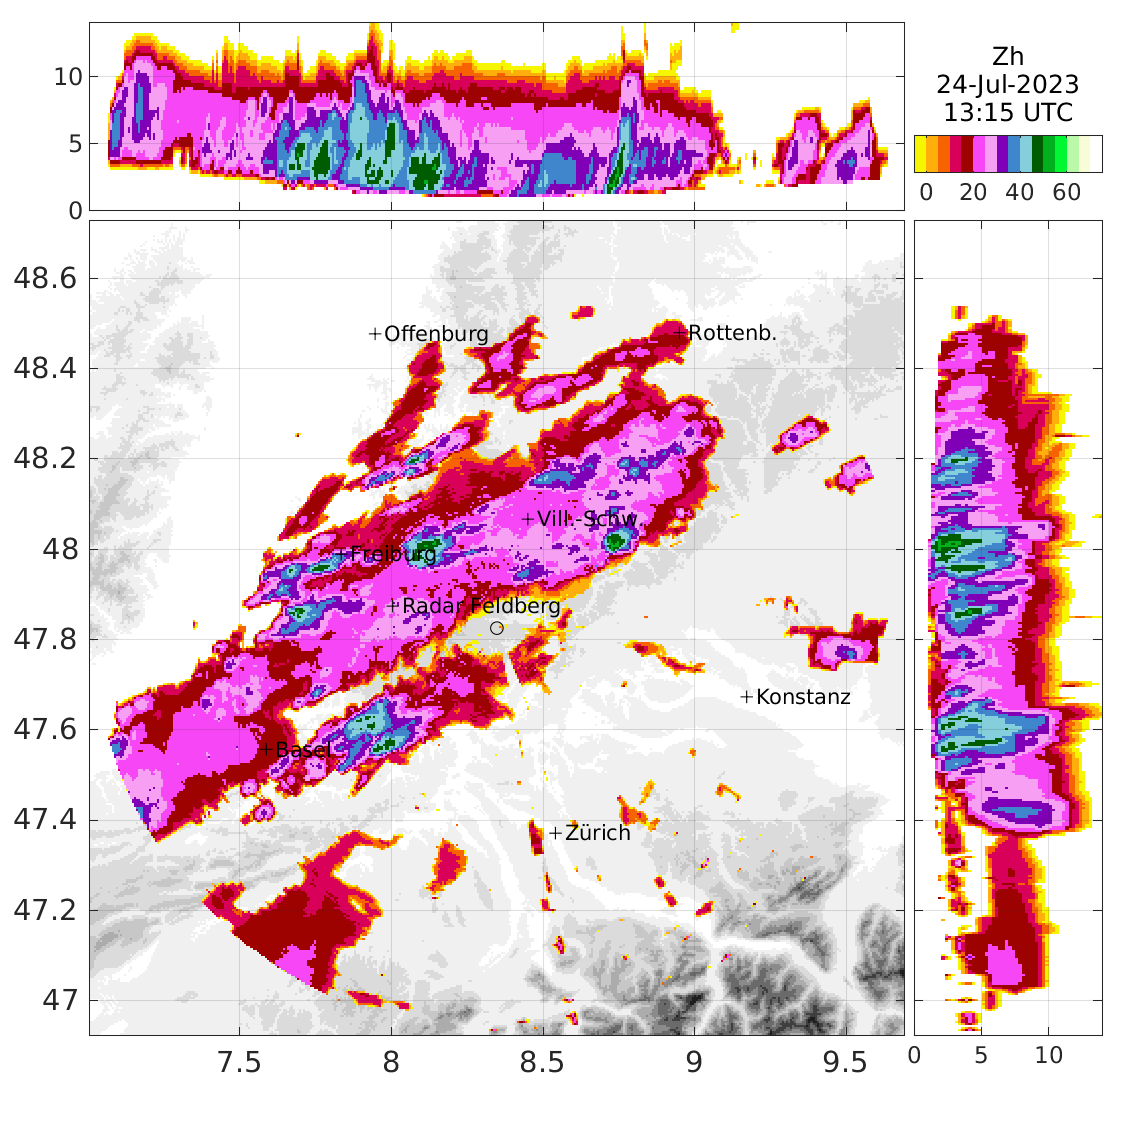 10
5
0
Zh
24-Jul-2023
13:15 UTC
0 20 40 60
48.6
48.4
48.2
48
47.8
47.6
47.4
47.2
47
+Offenburg
+Rottenb.
+Vill.-Schw.
+Freiburg
+Radar Feldberg
+Konstanz
+Basel
+Zürich
7.5 8 8.5 9 9.5
0 5 10